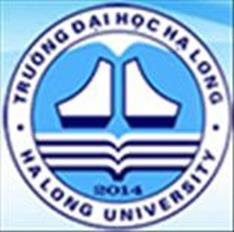 TRƯỜNG ĐẠI HỌC HẠ LONG
2014
HA LONG UNIVERSITY